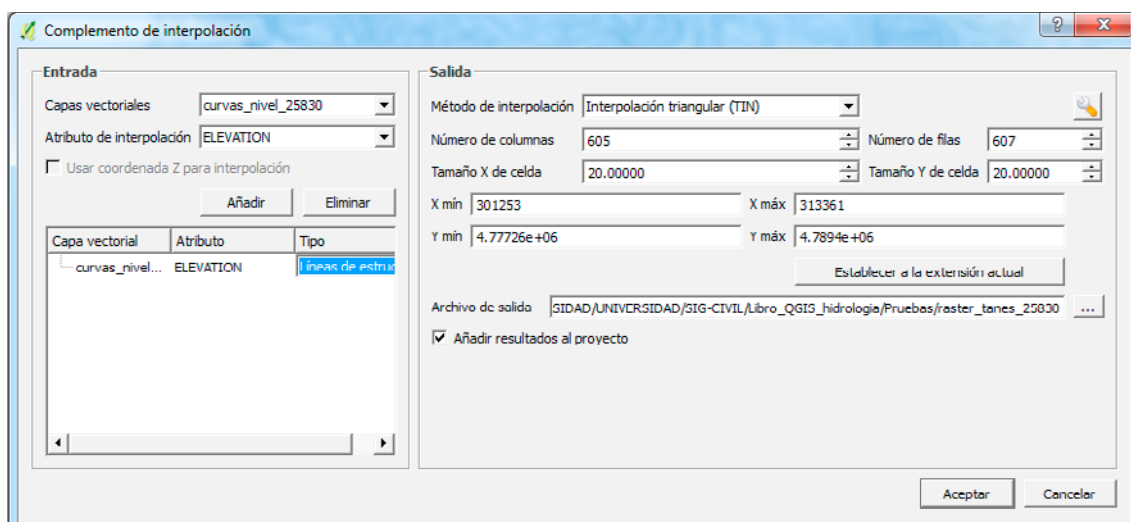 Complemento de interpolación
Entrada
Capas vectoriales curvas_nivel_25830
Atributo de interpolación ELEVATION
Usar coordenada Z para interpolación
Añadir Eliminar
Capa vectorial Atributo Tipo
curvas_nivel... ELEVATION Líneas de estruc
Salida
Método de interpolación Interpolación triangular (TIN)
Número de columnas 605 Número de filas 607
Tamaño X de celda 20.00000 Tamaño Y de celda 20.00000
X mín 301253 X máx 313361
Y mín 4.77726e+06 Y máx 4.7894e+06
Establecer a la extensión actual
Archivo de salida SIDAD/UNIVERSIDAD/SIG-CIVIL/Libro_QGIS_hidrologia/Pruebas/raster_tanes_25830 ...
Añadir resultados al proyecto
Aceptar Cancelar